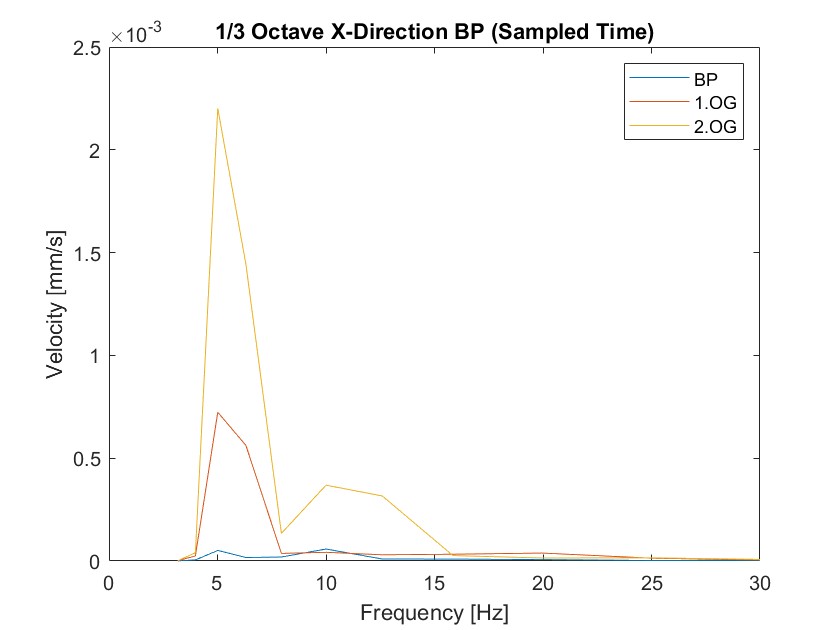 1/3 Octave X-Direction BP (Sampled Time)
×10-3
2.5
2
1.5
1
0.5
0
Velocity [mm/s]
BP
1.OG
2.OG
0 5 10 15 20 25 30
Frequency [Hz]